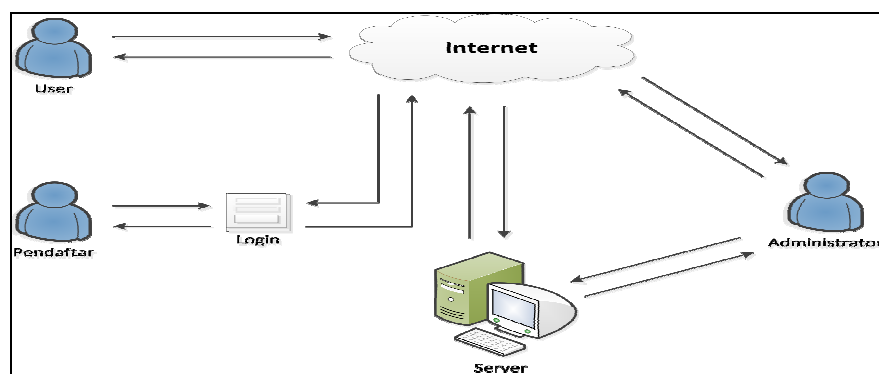 Internet
User
Pendaftar
Login
Administrator
Server